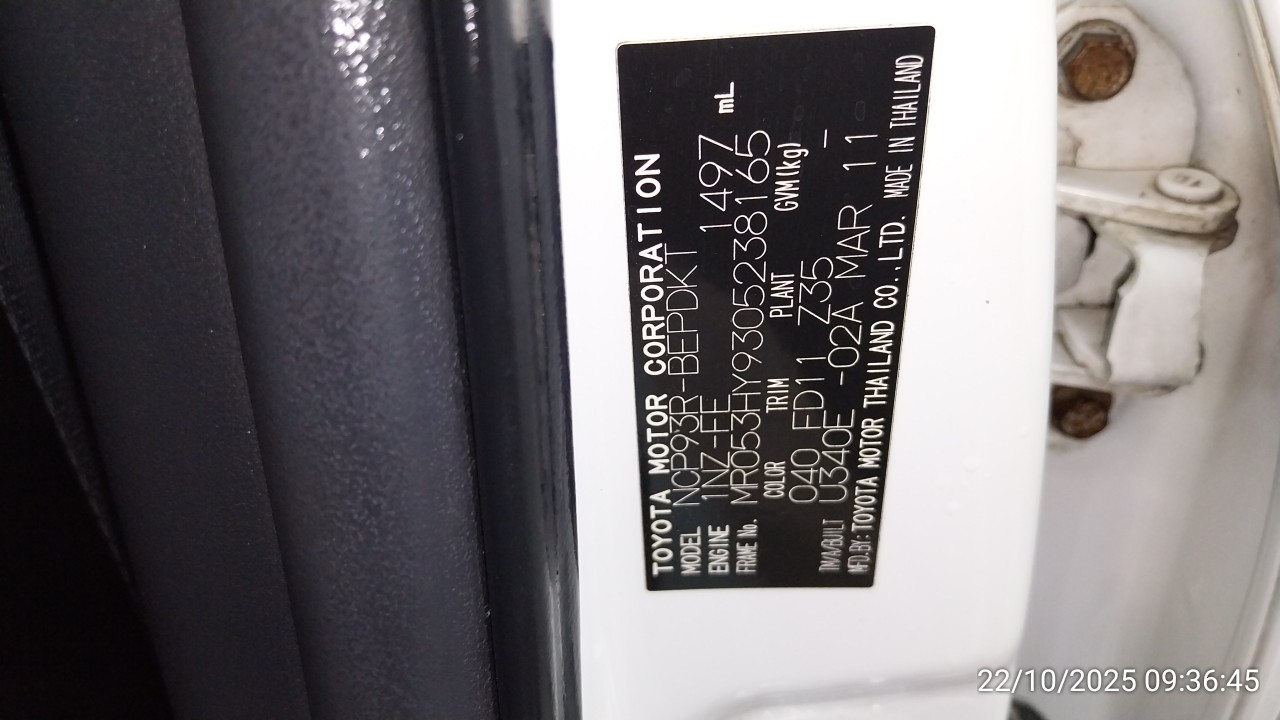 TOYOTA MOTOR CORPORATION
MODEL NCP93R-BEPDKT
ENGINE 1NZ-FE 1497 mL
FRAME No. MR053HY9305238165
COLOR TRIM PLANT GVM(kg)
040 FD11 Z35 —
TM/A/BUILT U340E -02A MAR 11
MFD.BY: TOYOTA MOTOR THAILAND CO.,LTD. MADE IN THAILAND
22/10/2025 09:36:45